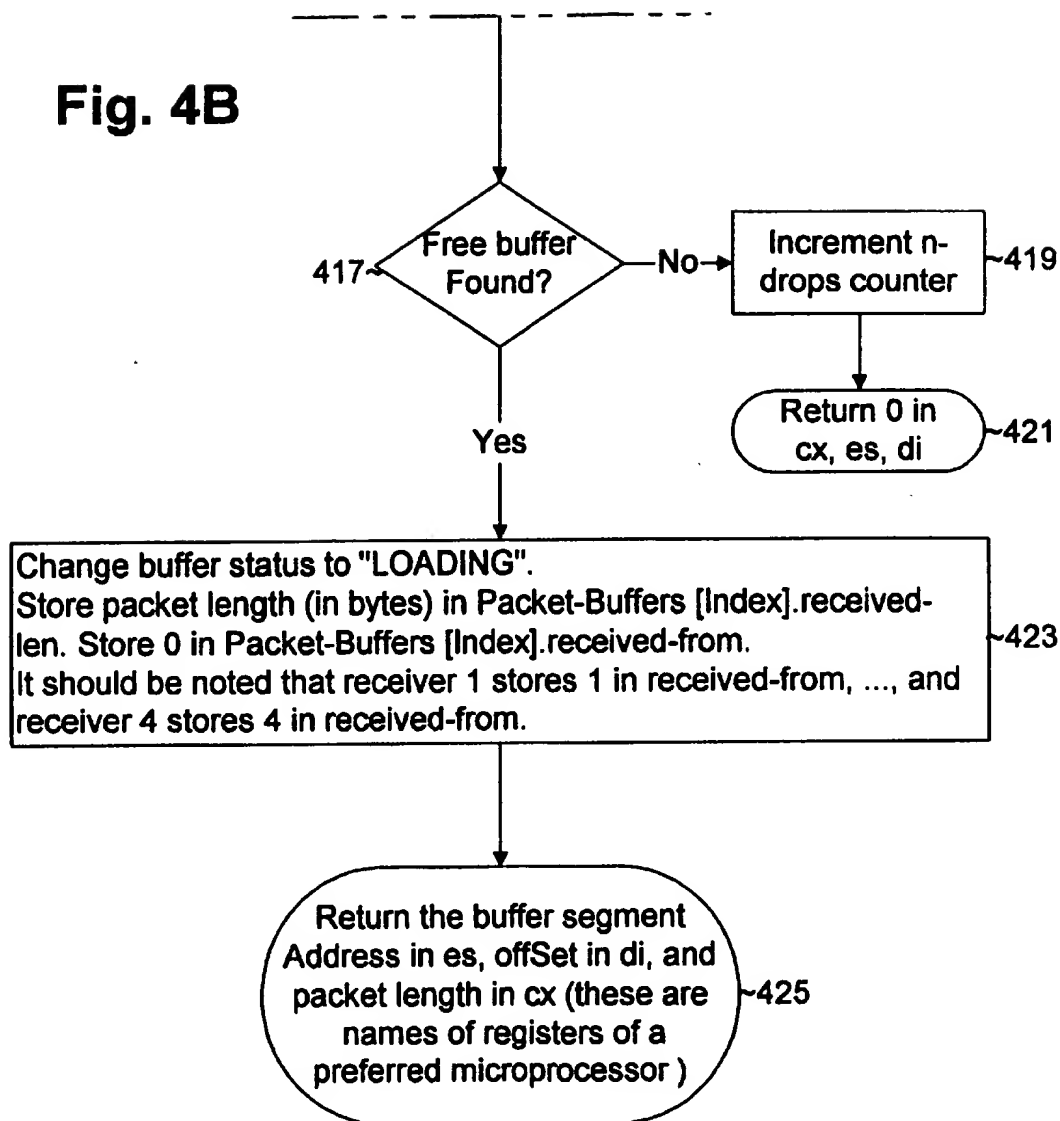 Fig. 4B
Free buffer
Found?
417~
No
Increment n-
drops counter
~419
Return 0 in
cx, es, di
~421
Yes
Change buffer status to "LOADING".
Store packet length (in bytes) in Packet-Buffers [Index].received-
len. Store 0 in Packet-Buffers [Index].received-from.
It should be noted that receiver 1 stores 1 in received-from, ..., and
receiver 4 stores 4 in received-from.
~423
Return the buffer segment
Address in es, offSet in di, and
packet length in cx (these are
names of registers of a
preferred microprocessor )
~425